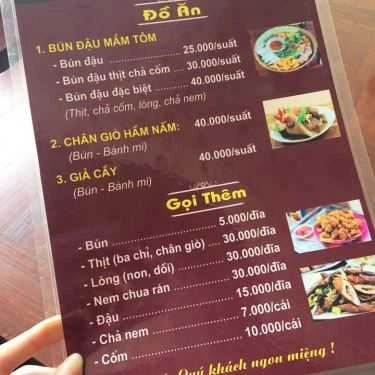 Đồ Ăn
1. BÚN ĐẬU MẮM TÔM
- Bún đậu ........ 25.000/suất
- Bún đậu thịt chả cốm .... 30.000/suất
- Bún đậu đặc biệt ........ 40.000/suất
(Thịt, chả cốm, lòng, chả nem)
2. CHÂN GIÒ HẦM NẤM: 40.000/suất
(Bún - Bánh mì)
3. GIẢ CẦY 40.000/suất
(Bún - Bánh mì)
Gọi Thêm
- Bún ........ 5.000/đĩa
- Thịt (ba chỉ, chân giò) ... 30.000/đĩa
- Lòng (non, dồi) ........ 30.000/đĩa
- Nem chua rán ........ 30.000/đĩa
- Đậu ........ 15.000/đĩa
- Chả nem ........ 7.000/cái
- Cốm ........ 10.000/cái
Quý khách ngon miệng !